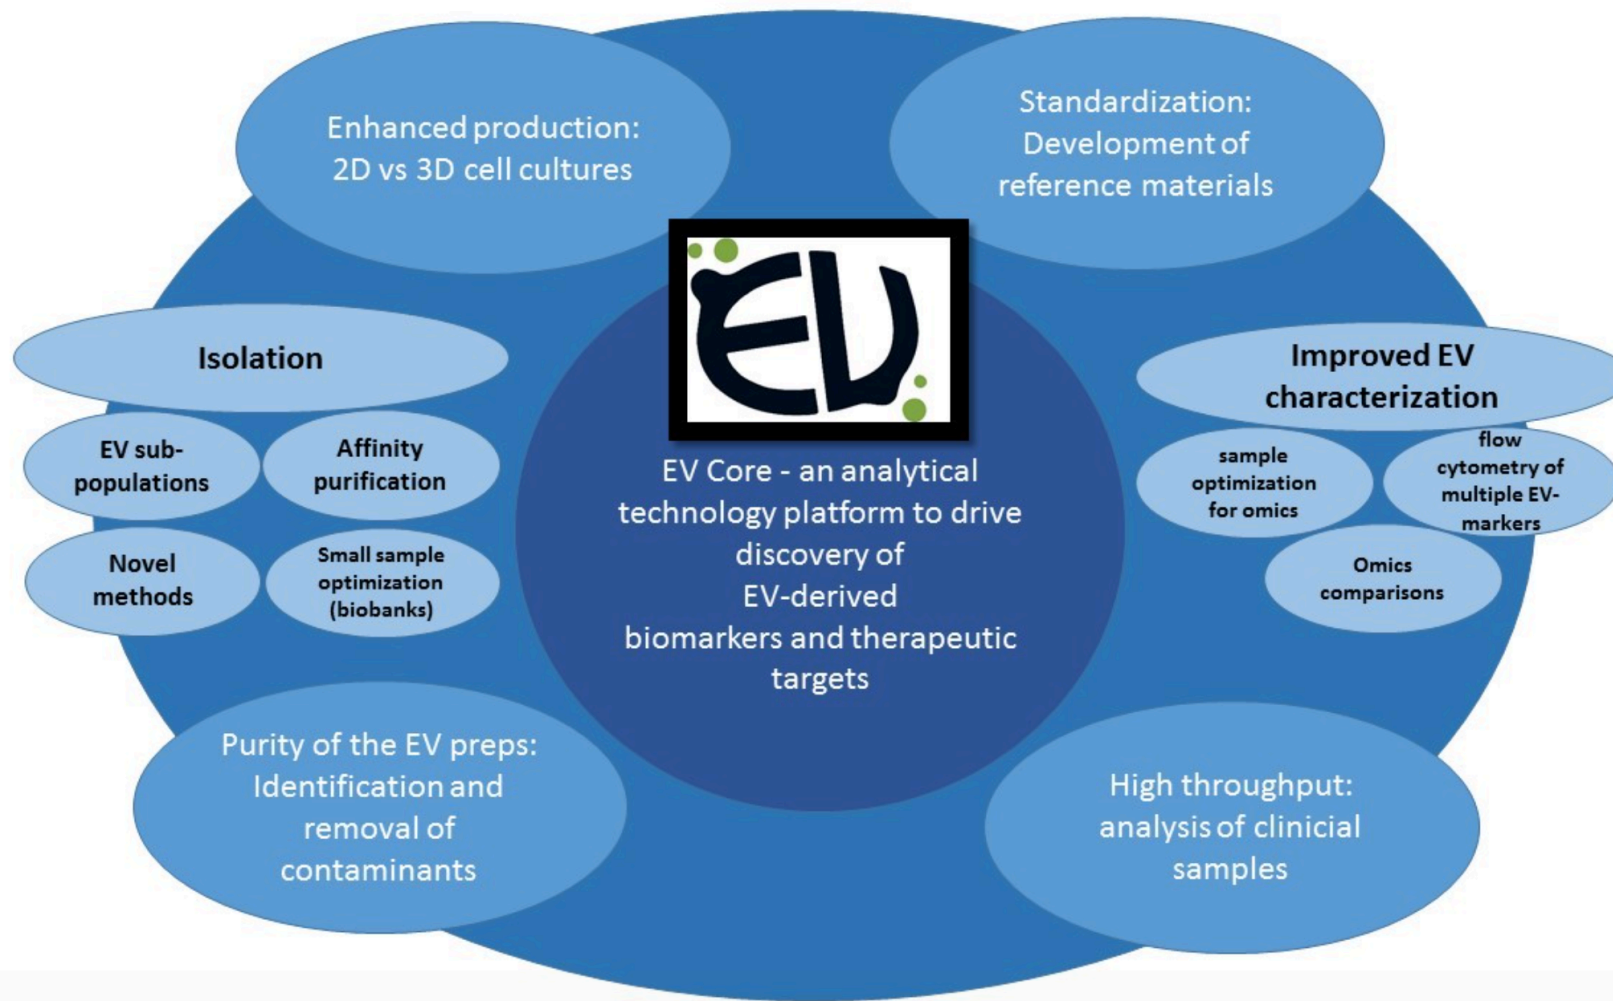 Enhanced production:
2D vs 3D cell cultures
Standardization:
Development of
reference materials
EV
Isolation
EV sub-
populations
Affinity
purification
Novel
methods
Small sample
optimization
(biobanks)
EV Core - an analytical
technology platform to drive
discovery of
EV-derived
biomarkers and therapeutic
targets
Improved EV
characterization
sample
optimization
for omics
flow
cytometry of
multiple EV-
markers
Omics
comparisons
Purity of the EV preps:
Identification and
removal of
contaminants
High throughput:
analysis of clinicial
samples